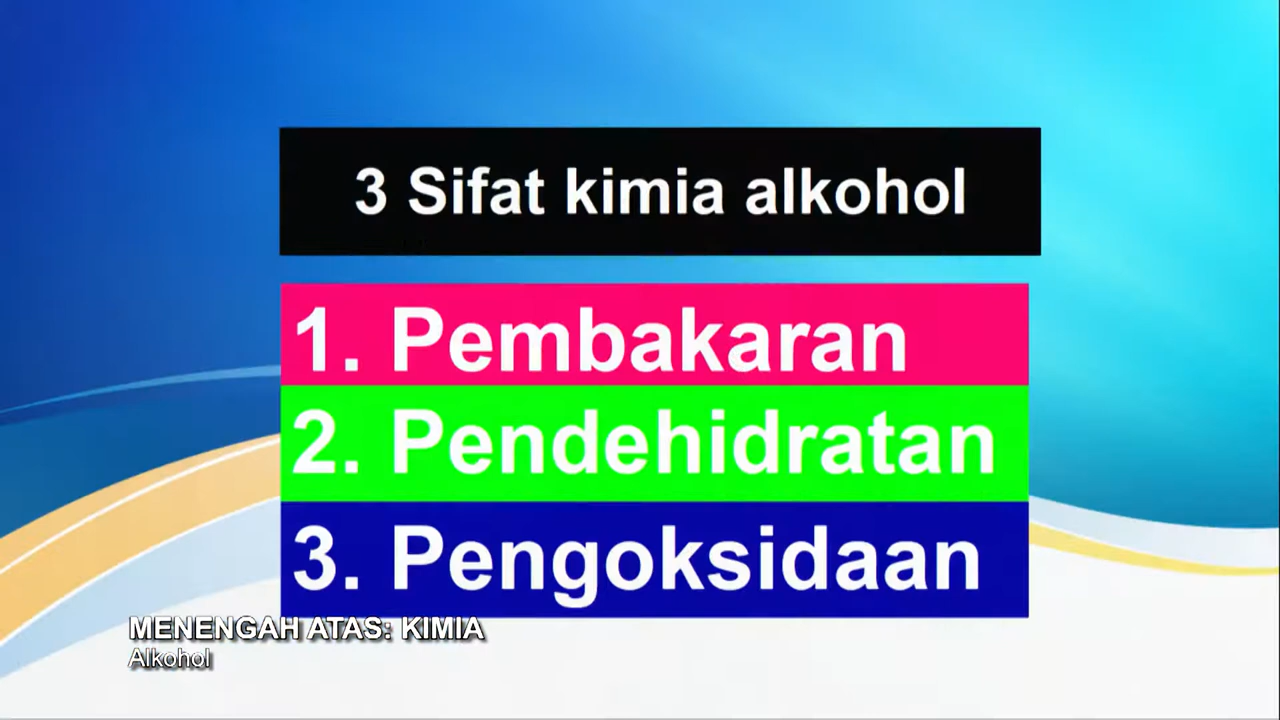 3 Sifat kimia alkohol
1. Pembakaran
2. Pendehidratan
3. Pengoksidaan
MENENGAH ATAS: KIMIA
Alkohol